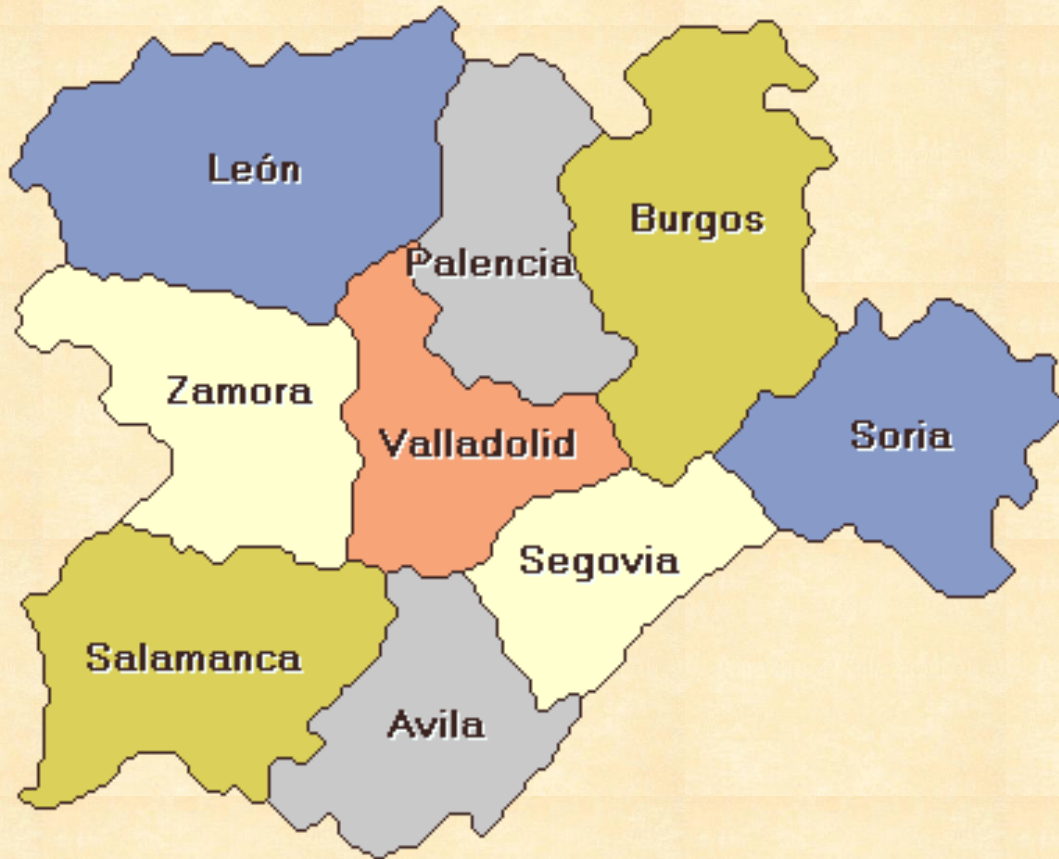 León
Burgos
Palencia
Zamora
Valladolid
Soria
Segovia
Salamanca
Avila